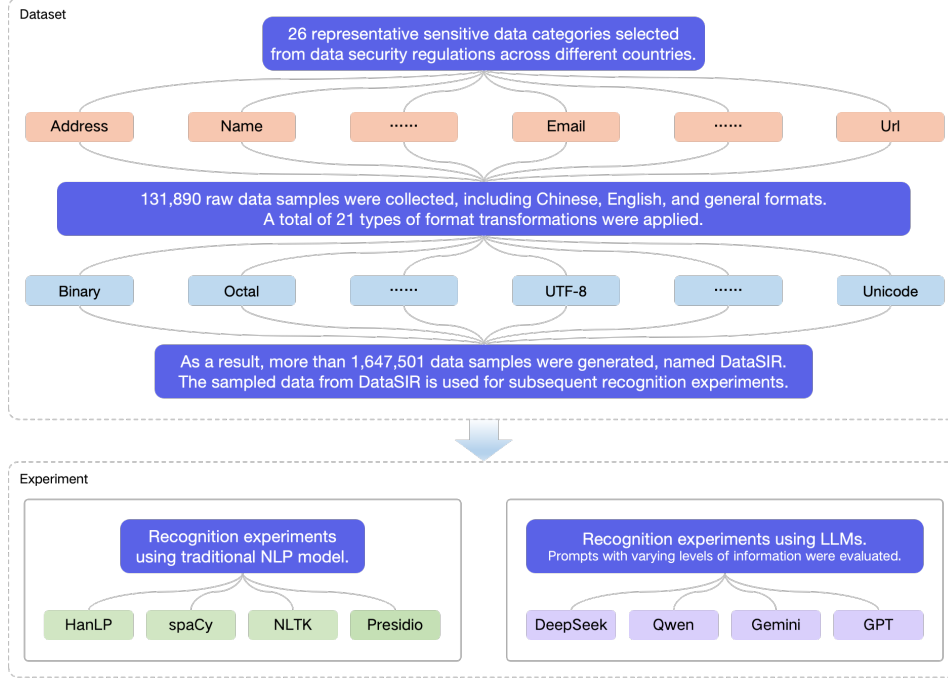 Dataset
26 representative sensitive data categories selected
from data security regulations across different countries.
Address
Name
······
Email
······
Url
131,890 raw data samples were collected, including Chinese, English, and general formats.
A total of 21 types of format transformations were applied.
Binary
Octal
······
UTF-8
······
Unicode
As a result, more than 1,647,501 data samples were generated, named DataSIR.
The sampled data from DataSIR is used for subsequent recognition experiments.
Experiment
Recognition experiments
using traditional NLP model.
HanLP
spaCy
NLTK
Presidio
Recognition experiments using LLMs.
Prompts with varying levels of information were evaluated.
DeepSeek
Qwen
Gemini
GPT